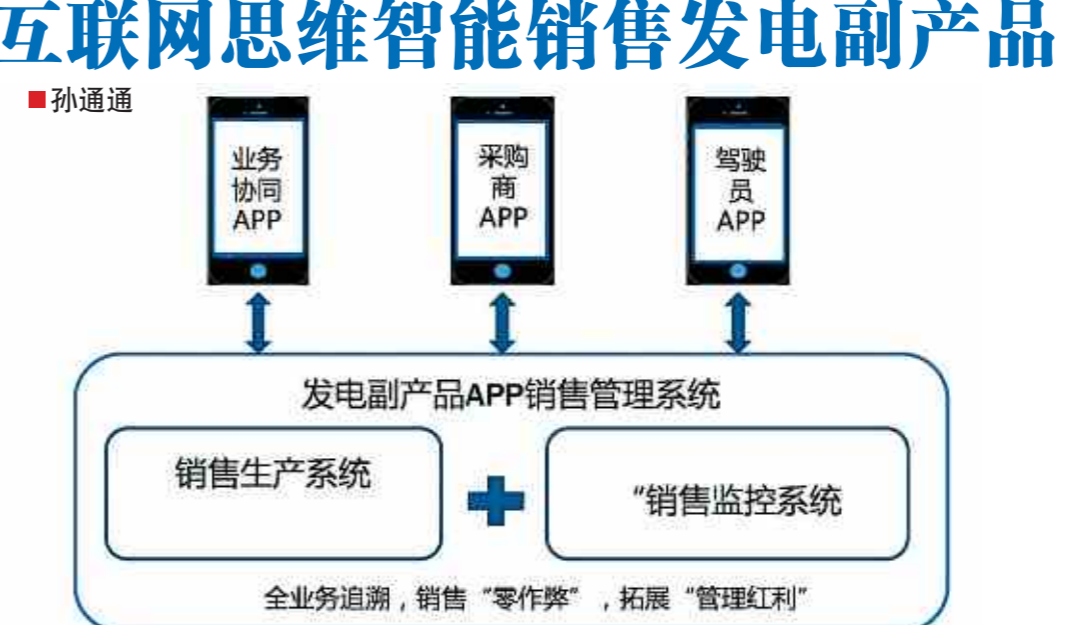 互联网思维智能销售发电副产品
■孙通通
业务
协同
APP
采购
商
APP
驾驶
员
APP
发电副产品APP销售管理系统
销售生产系统
“销售监控系统
全业务追溯，销售“零作弊”，拓展“管理红利”